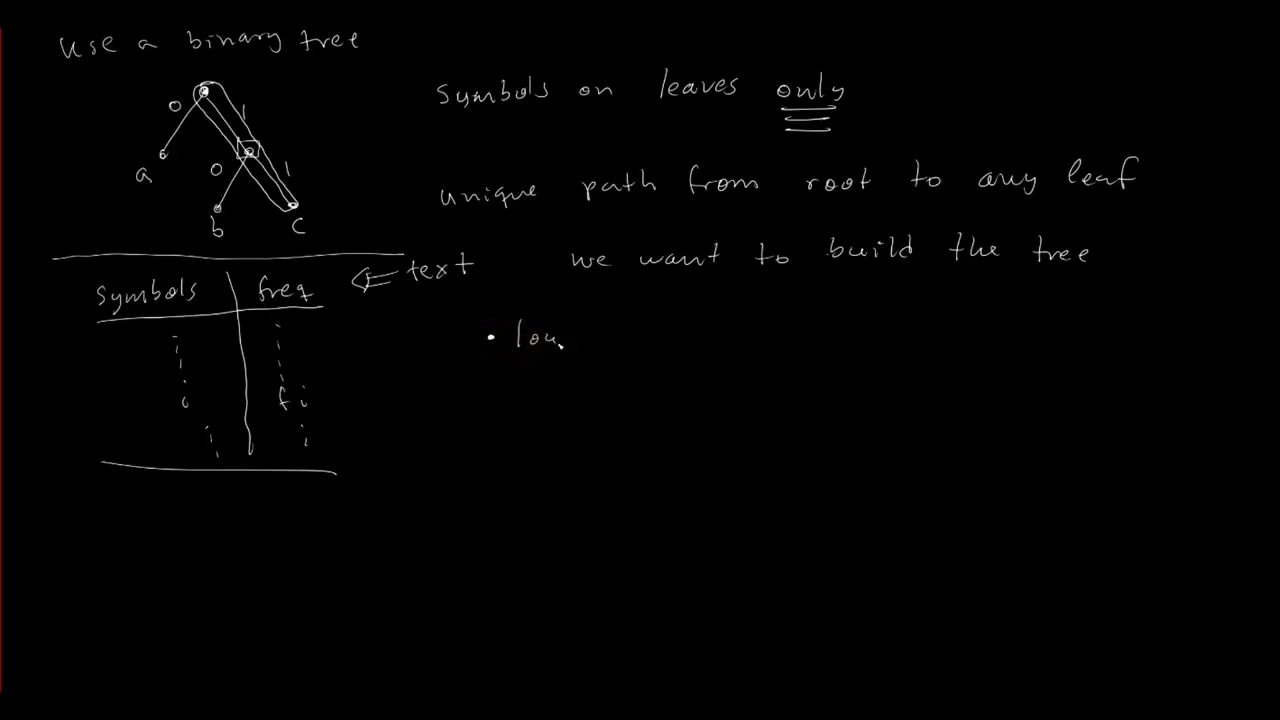 use a binary tree
symbols on leaves only
0 1
a 0 1
b c
unique path from root to any leaf
we want to build the tree
symbols freq ⇐ text
i fi
• low